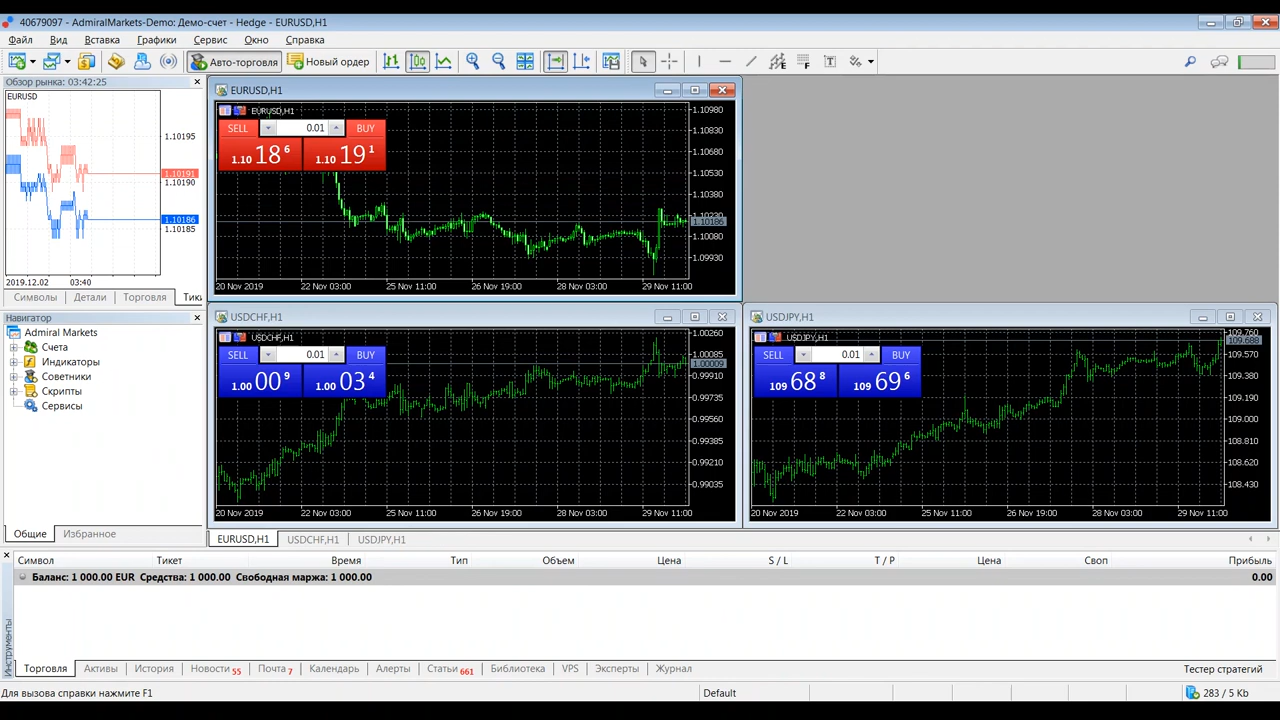 40679097 - AdmiralMarkets-Demo: Демо-счет - Hedge - EURUSD,H1
Файл Вид Вставка Графики Сервис Окно Справка
Авто-торговля Новый ордер
Обзор рынка: 03:42:25
EURUSD
1.10195
1.10191
1.10190
1.10186
1.10185
2019.12.02 03:40
Символы Детали Торговля Тики
Навигатор
Admiral Markets
Счета
Индикаторы
Советники
Скрипты
Сервисы
Общие Избранное
EURUSD,H1
EURUSD,H1
SELL 0.01 BUY
1.10 18 6 1.10 19 1
1.10980
1.10830
1.10680
1.10530
1.10380
1.10230
1.10186
1.10080
1.09930
20 Nov 2019 22 Nov 03:00 25 Nov 11:00 26 Nov 19:00 28 Nov 03:00 29 Nov 11:00
USDCHF,H1
USDCHF,H1
SELL 0.01 BUY
1.00 00 9 1.00 03 4
1.00260
1.00085
1.00009
0.99910
0.99735
0.99560
0.99385
0.99210
0.99035
20 Nov 2019 22 Nov 03:00 25 Nov 11:00 26 Nov 19:00 28 Nov 03:00 29 Nov 11:00
USDJPY,H1
USDJPY,H1
SELL 0.01 BUY
109 68 8 109 69 6
109.760
109.688
109.570
109.380
109.190
109.000
108.810
108.620
108.430
20 Nov 2019 22 Nov 03:00 25 Nov 11:00 26 Nov 19:00 28 Nov 03:00 29 Nov 11:00
EURUSD,H1 USDCHF,H1 USDJPY,H1
Символ Тикет Время Тип Объем Цена S / L T / P Цена Своп Прибыль
Баланс: 1 000.00 EUR Средства: 1 000.00 Свободная маржа: 1 000.00 0.00
Инструменты
Торговля Активы История Новости 55 Почта 7 Календарь Алерты Статьи 661 Библиотека VPS Эксперты Журнал Тестер стратегий
Для вызова справки нажмите F1 Default 283 / 5 Kb